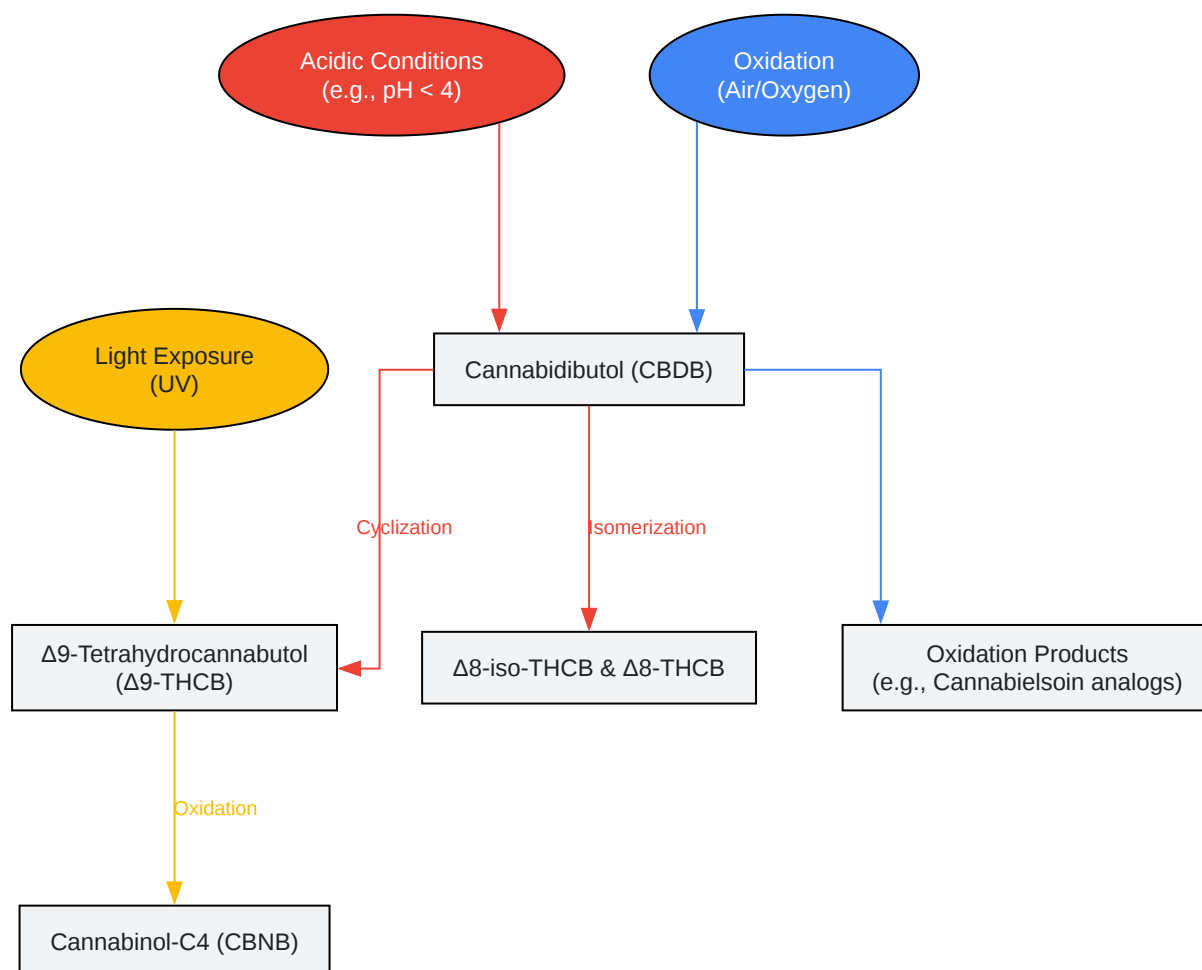 Acidic Conditions
(e.g., pH < 4)
Oxidation
(Air/Oxygen)
Light Exposure
(UV)
Cannabidibutol (CBDB)
Cyclization
Isomerization
Δ9-Tetrahydrocannabutol
(Δ9-THCB)
Δ8-iso-THCB & Δ8-THCB
Oxidation Products
(e.g., Cannabielsoin analogs)
Oxidation
Cannabinol-C4 (CBNB)